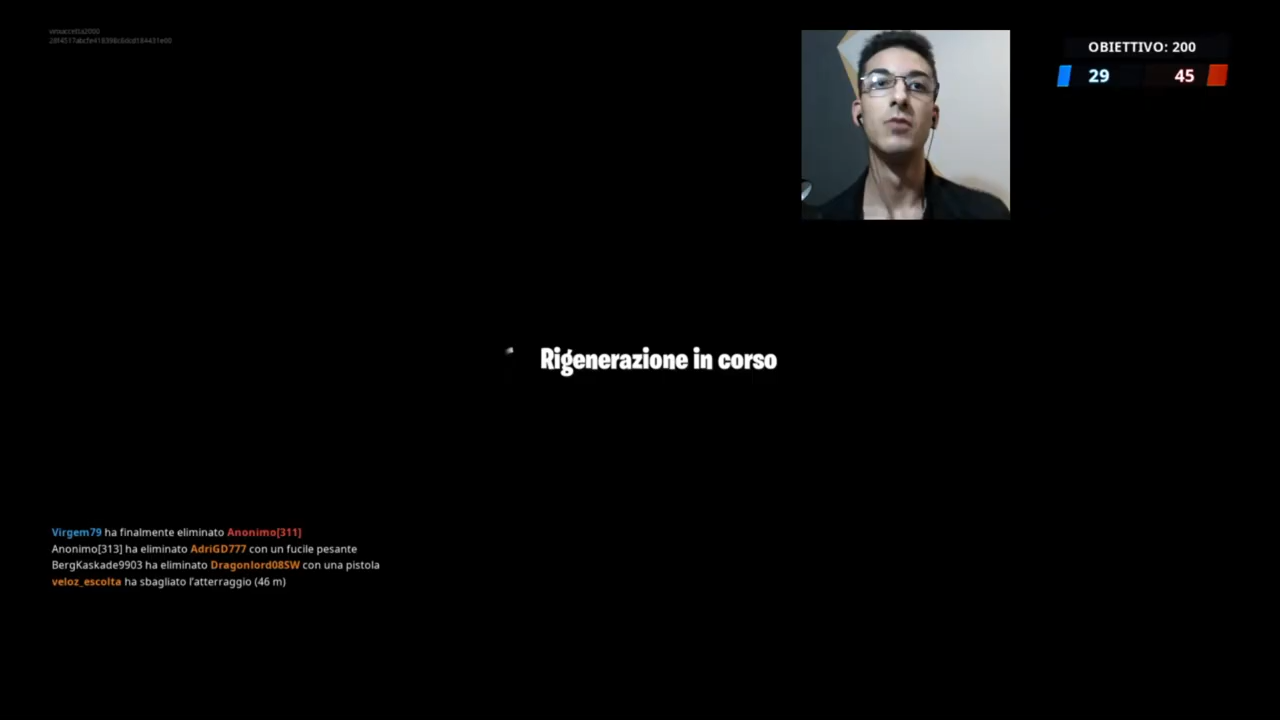 OBIETTIVO: 200
29 45
Rigenerazione in corso
Virgem79 ha finalmente eliminato Anonimo[311]
Anonimo[313] ha eliminato AdriGD777 con un fucile pesante
BergKaskade9903 ha eliminato Dragonlord08SW con una pistola
veloz_escolta ha sbagliato l'atterraggio (46 m)